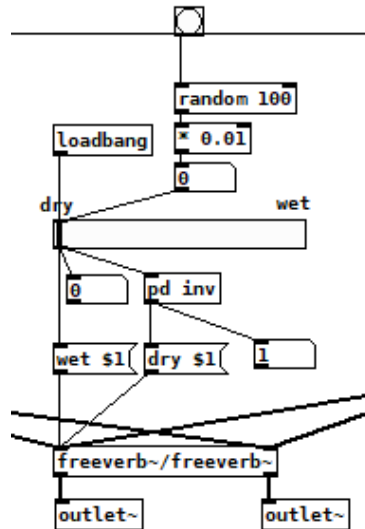 random 100
loadbang
* 0.01
0
dry
wet
0
pd inv
wet $1
dry $1
1
freeverb~/freeverb~
outlet~
outlet~